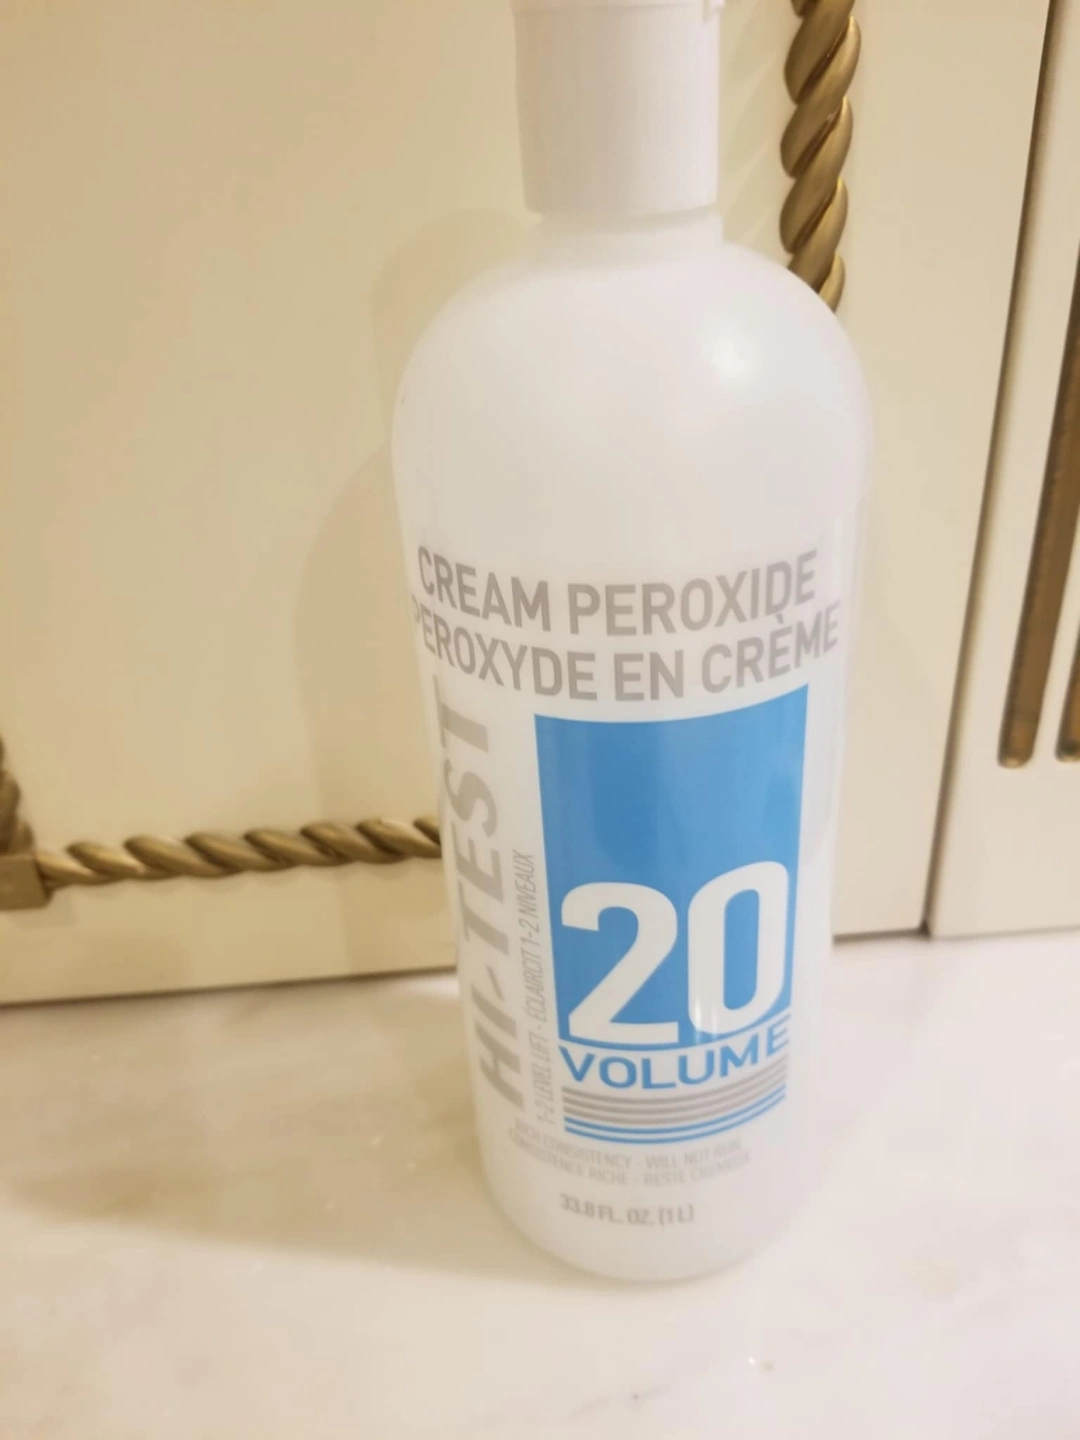 CREAM PEROXIDE
PEROXYDE EN CRÈME
HI-TEST
1-2 LEVEL LIFT - ÉCLAIRCIT 1-2 NIVEAUX
20
VOLUME
RICH CONSISTENCY - WILL NOT RUN
CONSISTENCE RICHE - RESTE CRÉMEUX
33.8 FL. OZ. (1 L)